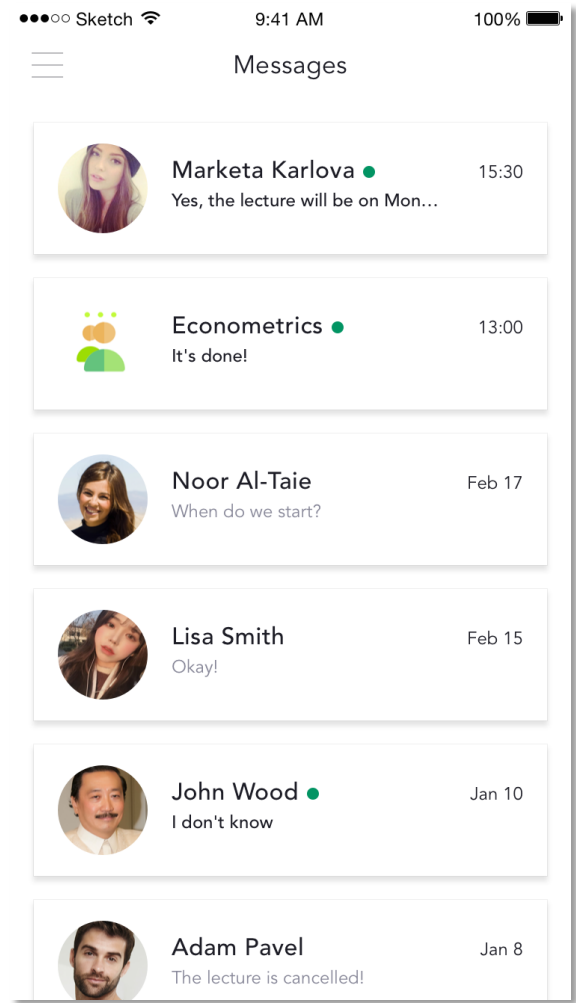 Sketch 9:41 AM 100%
Messages
Marketa Karlova 15:30
Yes, the lecture will be on Mon...
Econometrics 13:00
It's done!
Noor Al-Taie Feb 17
When do we start?
Lisa Smith Feb 15
Okay!
John Wood Jan 10
I don't know
Adam Pavel Jan 8
The lecture is cancelled!